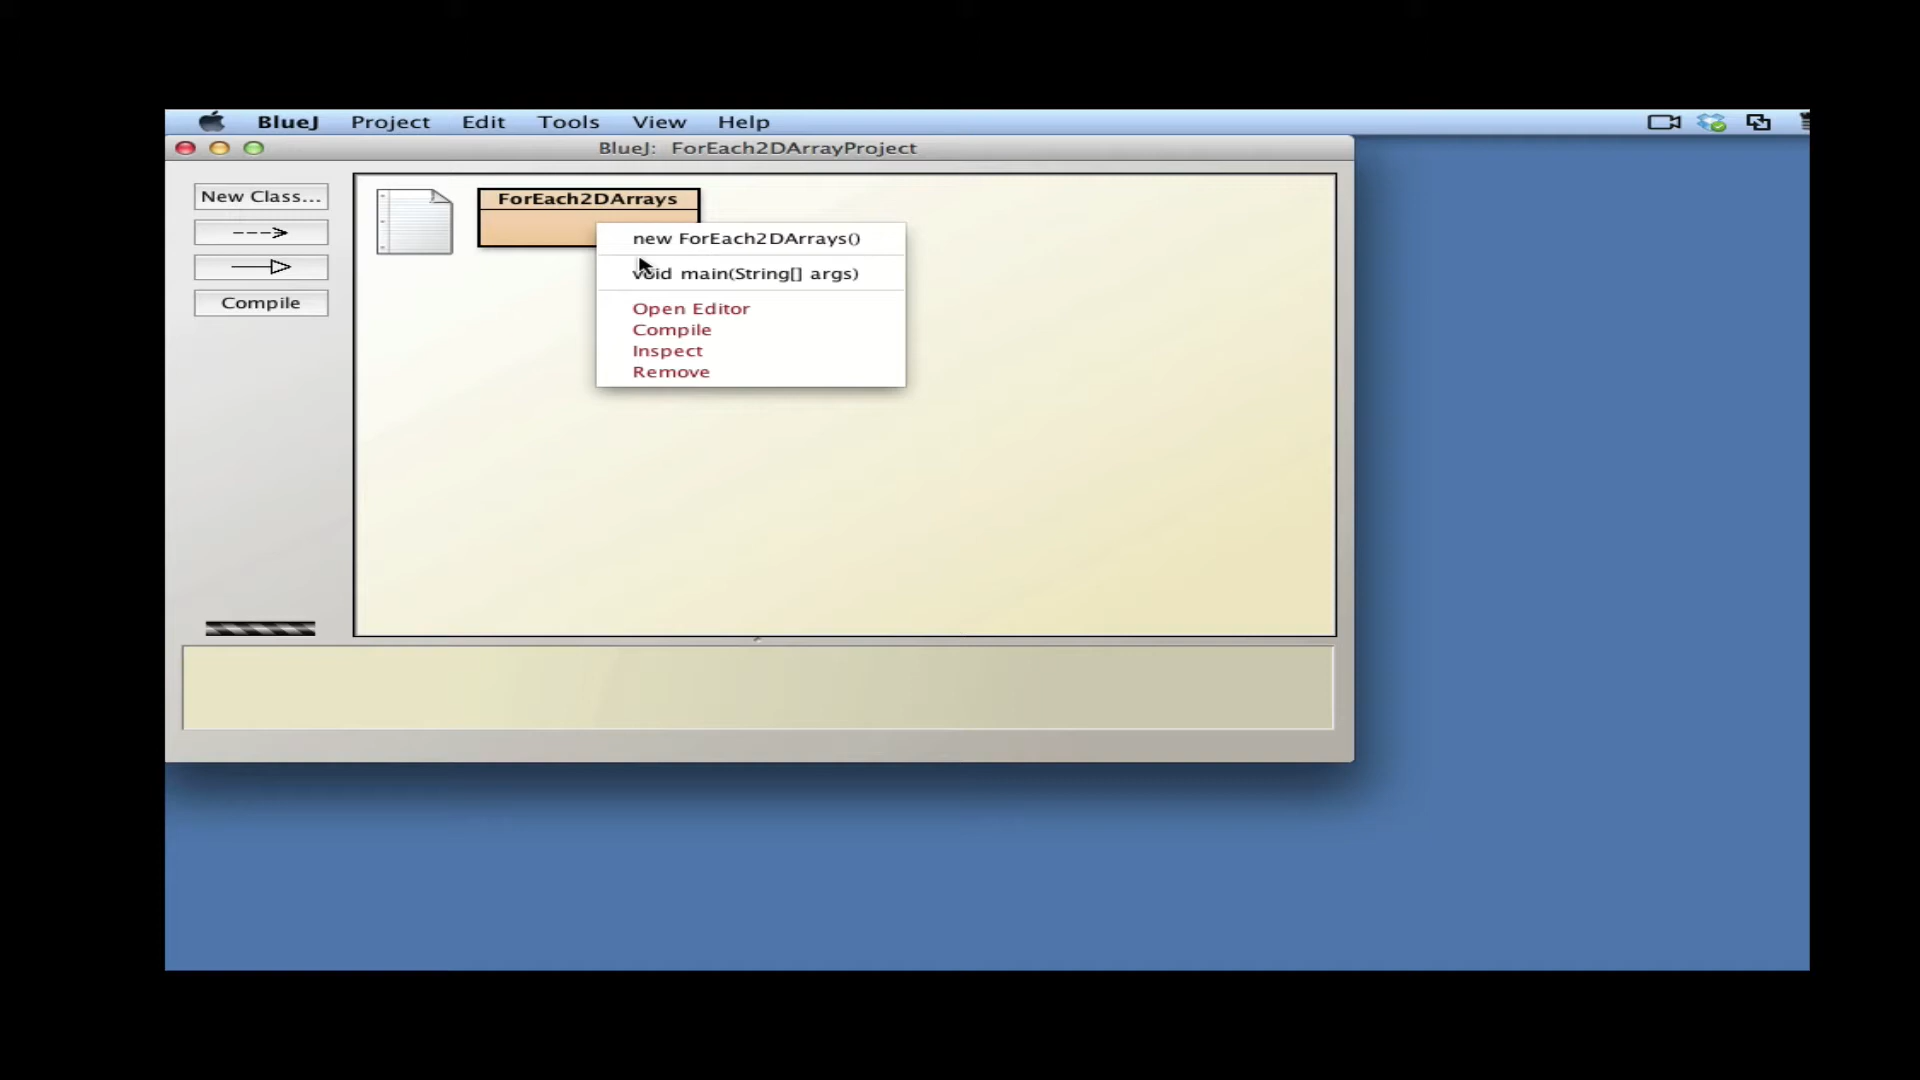 BlueJ Project Edit Tools View Help
BlueJ: ForEach2DArrayProject
New Class...
Compile
ForEach2DArrays
new ForEach2DArrays()
void main(String[] args)
Open Editor
Compile
Inspect
Remove